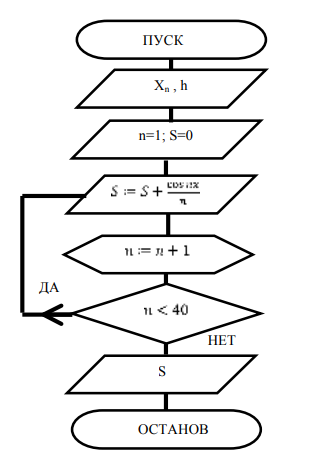 ПУСК
Xₙ , h
n=1; S=0
S := S + cos nx / n
n := n + 1
ДА
n < 40
НЕТ
S
ОСТАНОВ